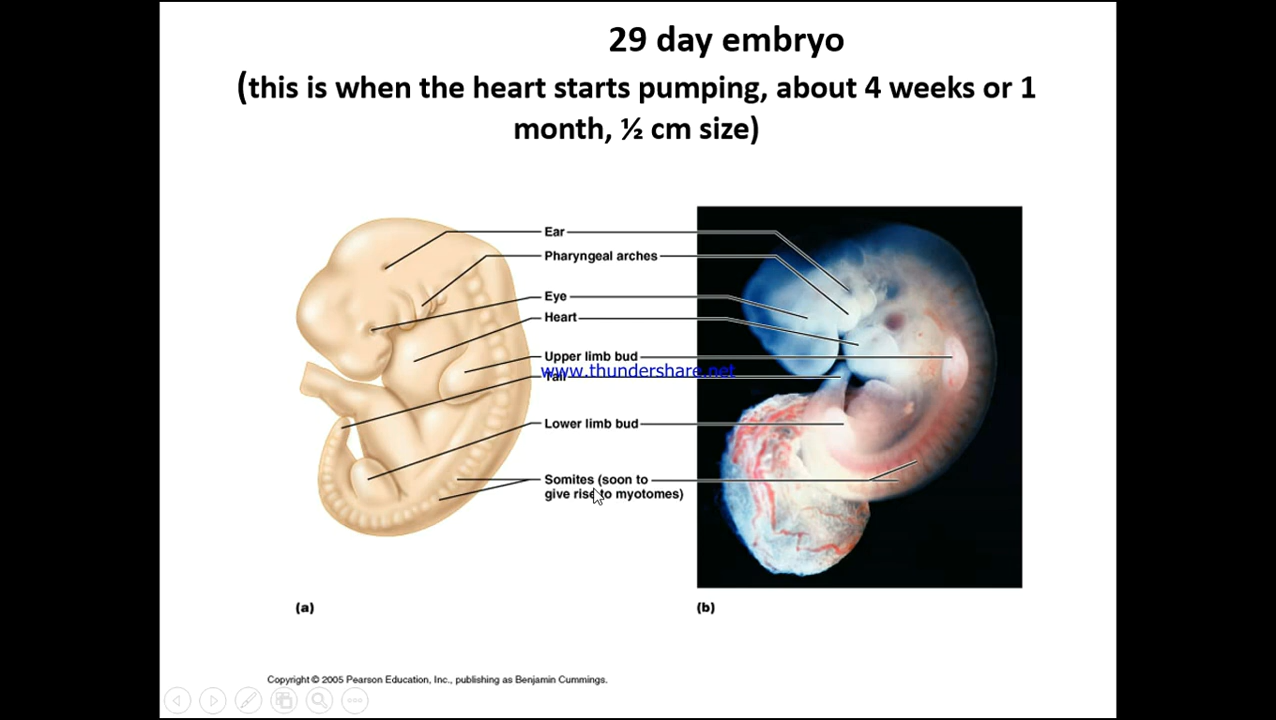 29 day embryo
(this is when the heart starts pumping, about 4 weeks or 1
month, ½ cm size)
Ear
Pharyngeal arches
Eye
Heart
Upper limb bud
www.thundershare.net
Tail
Lower limb bud
Somites (soon to
give rise to myotomes)
(a)
(b)
Copyright © 2005 Pearson Education, Inc., publishing as Benjamin Cummings.